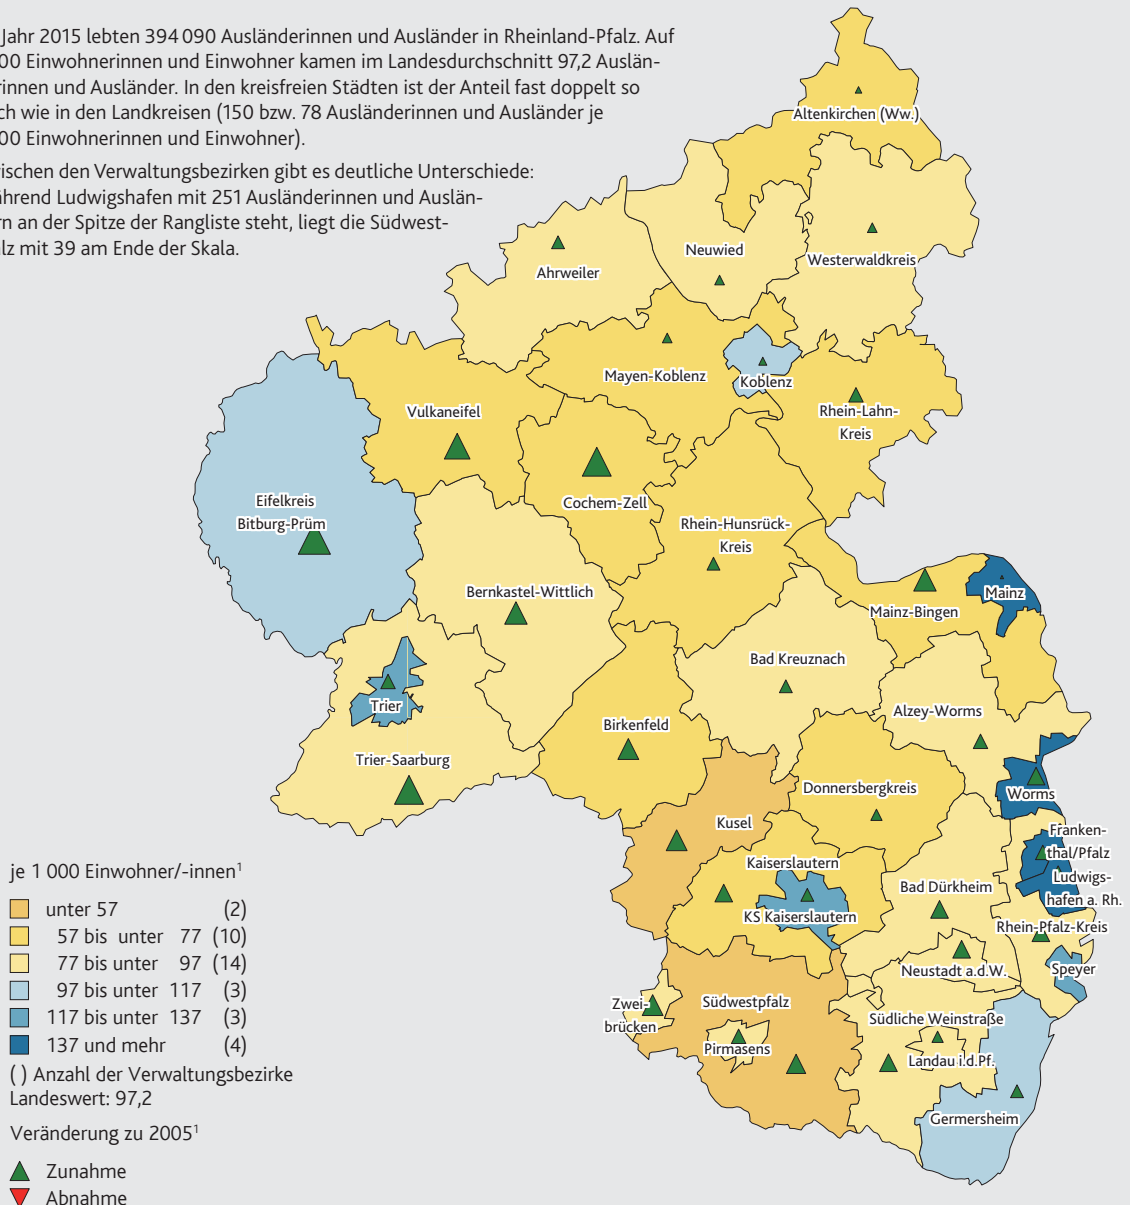 Jahr 2015 lebten 394 090 Ausländerinnen und Ausländer in Rheinland-Pfalz. Auf
00 Einwohnerinnen und Einwohner kamen im Landesdurchschnitt 97,2 Auslän-
rinnen und Ausländer. In den kreisfreien Städten ist der Anteil fast doppelt so
ch wie in den Landkreisen (150 bzw. 78 Ausländerinnen und Ausländer je
00 Einwohnerinnen und Einwohner).
ischen den Verwaltungsbezirken gibt es deutliche Unterschiede:
ährend Ludwigshafen mit 251 Ausländerinnen und Auslän-
rn an der Spitze der Rangliste steht, liegt die Südwest-
lz mit 39 am Ende der Skala.
Altenkirchen (Ww.)
Neuwied
Westerwaldkreis
Ahrweiler
Mayen-Koblenz
Koblenz
Vulkaneifel
Rhein-Lahn-
Kreis
Cochem-Zell
Eifelkreis
Bitburg-Prüm
Rhein-Hunsrück-
Kreis
Bernkastel-Wittlich
Mainz-Bingen
Mainz
Bad Kreuznach
Trier
Alzey-Worms
Birkenfeld
Trier-Saarburg
Donnersbergkreis
Worms
Kusel
Franken-
thal/Pfalz
Kaiserslautern
Ludwigs-
hafen a. Rh.
Bad Dürkheim
KS Kaiserslautern
Rhein-Pfalz-Kreis
Neustadt a.d.W.
Speyer
Zwei-
brücken
Südwestpfalz
Südliche Weinstraße
Pirmasens
Landau i.d.Pf.
Germersheim
je 1 000 Einwohner/-innen¹
unter 57 (2)
57 bis unter 77 (10)
77 bis unter 97 (14)
97 bis unter 117 (3)
117 bis unter 137 (3)
137 und mehr (4)
( ) Anzahl der Verwaltungsbezirke
Landeswert: 97,2
Veränderung zu 2005¹
Zunahme
Abnahme